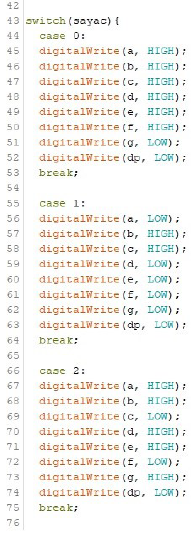 42
43 switch(sayac){
44 case 0:
45 digitalWrite(a, HIGH);
46 digitalWrite(b, HIGH);
47 digitalWrite(c, HIGH);
48 digitalWrite(d, HIGH);
49 digitalWrite(e, HIGH);
50 digitalWrite(f, HIGH);
51 digitalWrite(g, LOW);
52 digitalWrite(dp, LOW);
53 break;
54
55 case 1:
56 digitalWrite(a, LOW);
57 digitalWrite(b, HIGH);
58 digitalWrite(c, HIGH);
59 digitalWrite(d, LOW);
60 digitalWrite(e, LOW);
61 digitalWrite(f, LOW);
62 digitalWrite(g, LOW);
63 digitalWrite(dp, LOW);
64 break;
65
66 case 2:
67 digitalWrite(a, HIGH);
68 digitalWrite(b, HIGH);
69 digitalWrite(c, LOW);
70 digitalWrite(d, HIGH);
71 digitalWrite(e, HIGH);
72 digitalWrite(f, LOW);
73 digitalWrite(g, HIGH);
74 digitalWrite(dp, LOW);
75 break;
76